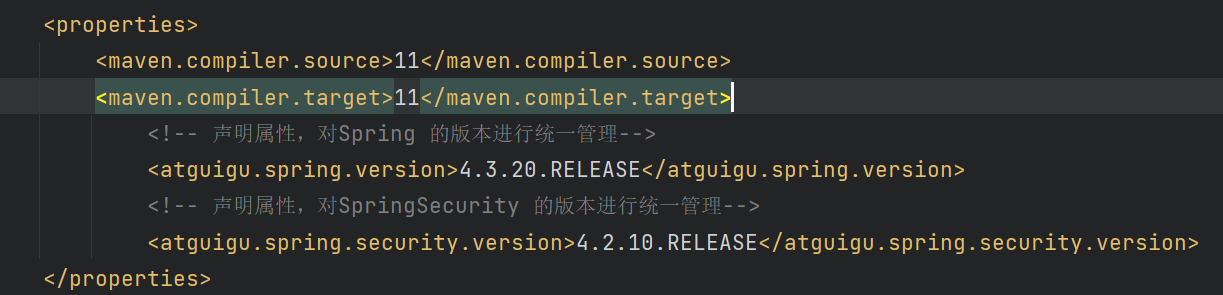 <properties>
<maven.compiler.source>11</maven.compiler.source>
<maven.compiler.target>11</maven.compiler.target>
<!-- 声明属性，对Spring 的版本进行统一管理-->
<atguigu.spring.version>4.3.20.RELEASE</atguigu.spring.version>
<!-- 声明属性，对SpringSecurity 的版本进行统一管理-->
<atguigu.spring.security.version>4.2.10.RELEASE</atguigu.spring.security.version>
</properties>